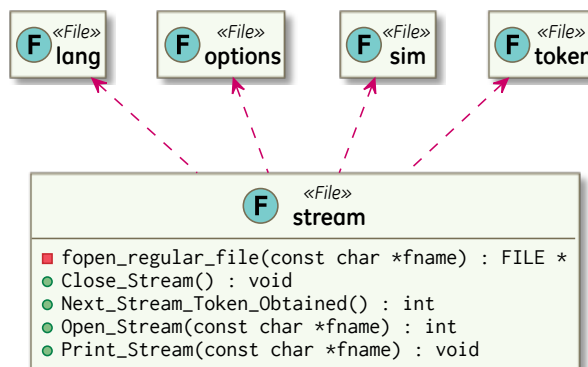 F «File» lang
F «File» options
F «File» sim
F «File» token
F «File» stream
fopen_regular_file(const char *fname) : FILE *
Close_Stream() : void
Next_Stream_Token_Obtained() : int
Open_Stream(const char *fname) : int
Print_Stream(const char *fname) : void